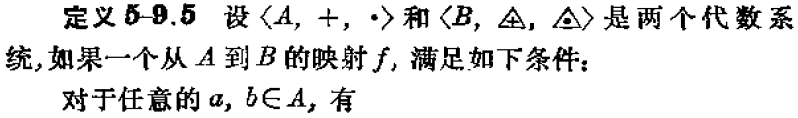 定义 5-9.5 设〈A, +, ·〉和〈B, ⨹, ◬〉是两个代数系
统,如果一个从 A 到 B 的映射 f, 满足如下条件:
对于任意的 a, b∈A, 有